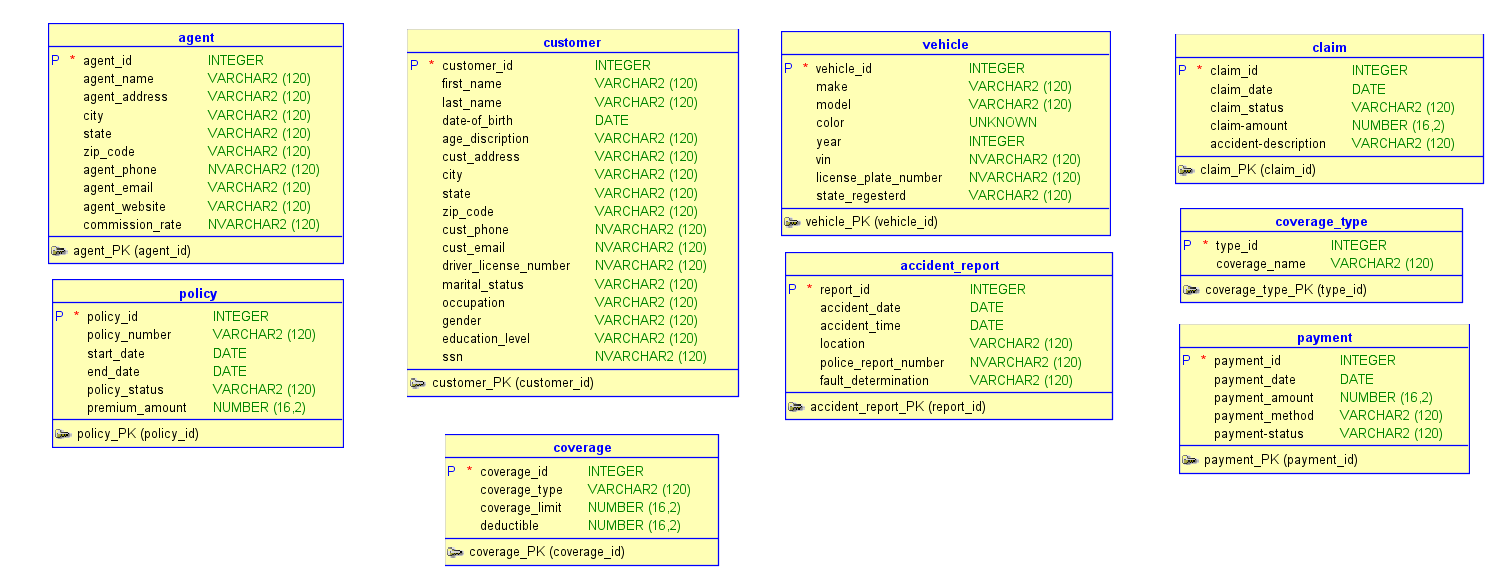 agent
P * agent_id INTEGER
agent_name VARCHAR2 (120)
agent_address VARCHAR2 (120)
city VARCHAR2 (120)
state VARCHAR2 (120)
zip_code VARCHAR2 (120)
agent_phone NVARCHAR2 (120)
agent_email VARCHAR2 (120)
agent_website VARCHAR2 (120)
commission_rate NVARCHAR2 (120)
agent_PK (agent_id)
policy
P * policy_id INTEGER
policy_number VARCHAR2 (120)
start_date DATE
end_date DATE
policy_status VARCHAR2 (120)
premium_amount NUMBER (16,2)
policy_PK (policy_id)
customer
P * customer_id INTEGER
first_name VARCHAR2 (120)
last_name VARCHAR2 (120)
date-of_birth DATE
age_discription VARCHAR2 (120)
cust_address VARCHAR2 (120)
city VARCHAR2 (120)
state VARCHAR2 (120)
zip_code VARCHAR2 (120)
cust_phone NVARCHAR2 (120)
cust_email NVARCHAR2 (120)
driver_license_number NVARCHAR2 (120)
marital_status VARCHAR2 (120)
occupation VARCHAR2 (120)
gender VARCHAR2 (120)
education_level VARCHAR2 (120)
ssn NVARCHAR2 (120)
customer_PK (customer_id)
coverage
P * coverage_id INTEGER
coverage_type VARCHAR2 (120)
coverage_limit NUMBER (16,2)
deductible NUMBER (16,2)
coverage_PK (coverage_id)
vehicle
P * vehicle_id INTEGER
make VARCHAR2 (120)
model VARCHAR2 (120)
color UNKNOWN
year INTEGER
vin NVARCHAR2 (120)
license_plate_number NVARCHAR2 (120)
state_regesterd VARCHAR2 (120)
vehicle_PK (vehicle_id)
accident_report
P * report_id INTEGER
accident_date DATE
accident_time DATE
location VARCHAR2 (120)
police_report_number NVARCHAR2 (120)
fault_determination VARCHAR2 (120)
accident_report_PK (report_id)
claim
P * claim_id INTEGER
claim_date DATE
claim_status VARCHAR2 (120)
claim-amount NUMBER (16,2)
accident-description VARCHAR2 (120)
claim_PK (claim_id)
coverage_type
P * type_id INTEGER
coverage_name VARCHAR2 (120)
coverage_type_PK (type_id)
payment
P * payment_id INTEGER
payment_date DATE
payment_amount NUMBER (16,2)
payment_method VARCHAR2 (120)
payment-status VARCHAR2 (120)
payment_PK (payment_id)